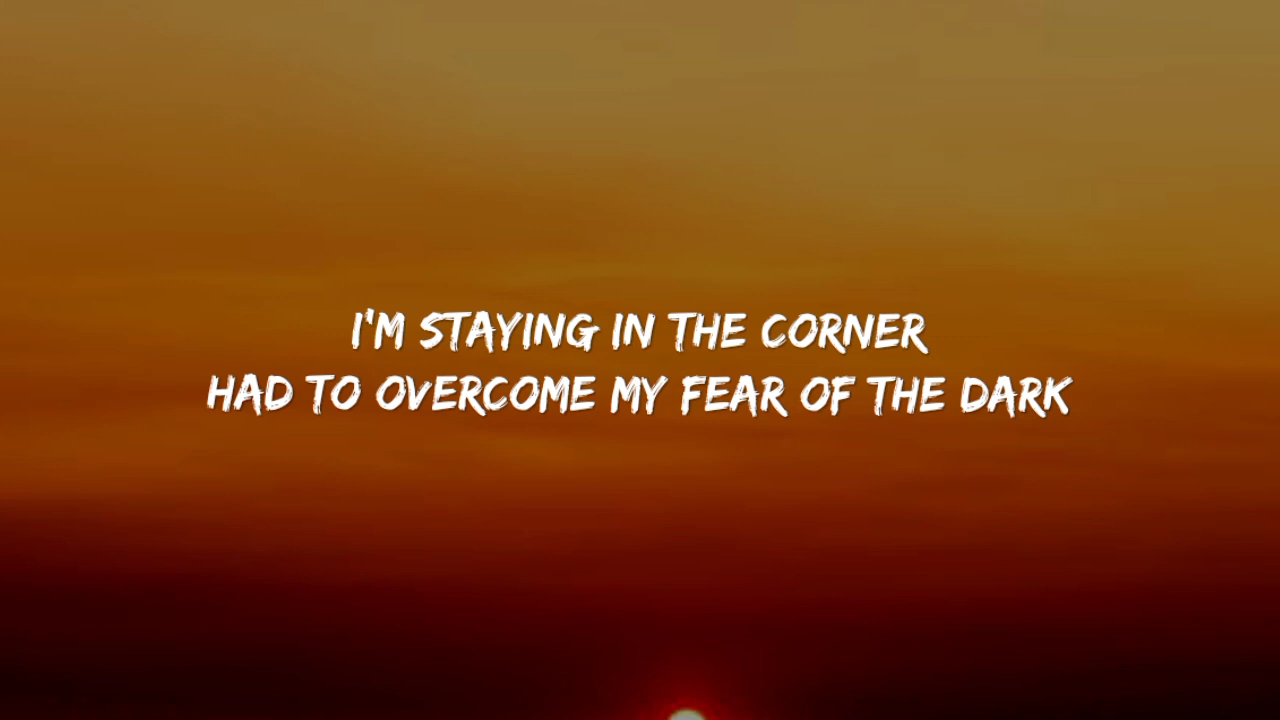 I'M STAYING IN THE CORNER
HAD TO OVERCOME MY FEAR OF THE DARK